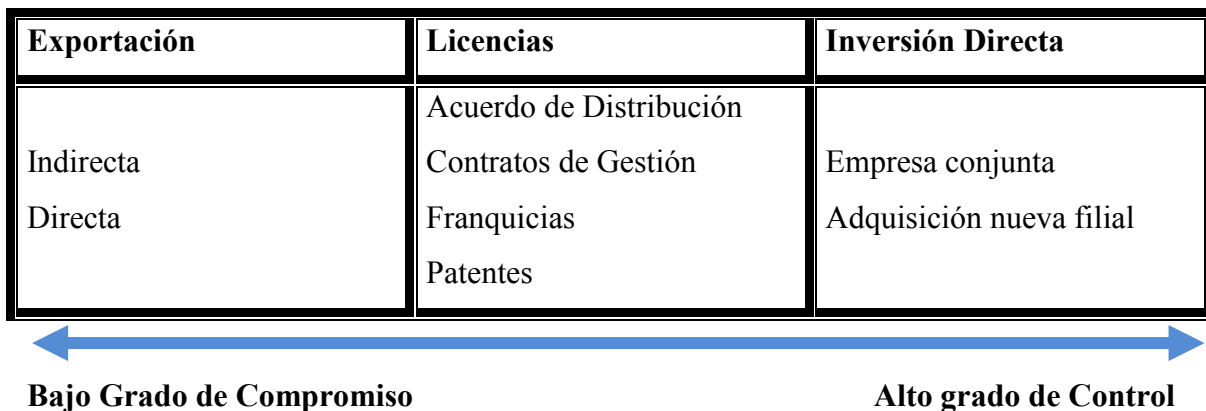 Exportación
Licencias
Inversión Directa
Indirecta
Directa
Acuerdo de Distribución
Contratos de Gestión
Franquicias
Patentes
Empresa conjunta
Adquisición nueva filial
Bajo Grado de Compromiso
Alto grado de Control